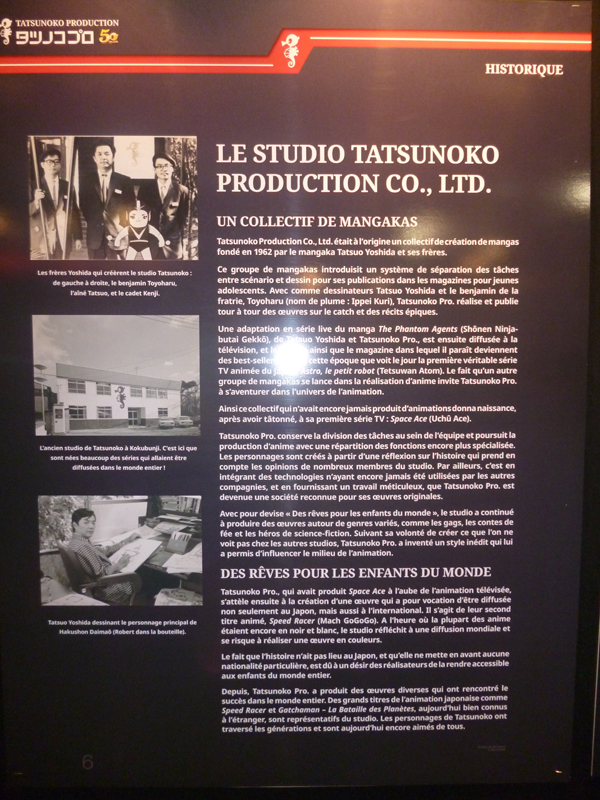 TATSUNOKO PRODUCTION
タツノコプロ 50
HISTORIQUE
LE STUDIO TATSUNOKO
PRODUCTION CO., LTD.
UN COLLECTIF DE MANGAKAS
Tatsunoko Production Co., Ltd. était à l'origine un collectif de création de mangas
fondé en 1962 par le mangaka Tatsuo Yoshida et ses frères.
Ce groupe de mangakas introduisit un système de séparation des tâches
entre scénario et dessin pour ses publications dans les magazines pour jeunes
adolescents. Avec comme dessinateurs Tatsuo Yoshida et le benjamin de la
fratrie, Toyoharu (nom de plume : Ippei Kuri), Tatsunoko Pro. réalise et publie
tour à tour des œuvres sur le catch et des récits épiques.
Une adaptation en série live du manga The Phantom Agents (Shônen Ninja-
butai Gekkô), de Tatsuo Yoshida et Tatsunoko Pro., est ensuite diffusée à la
télévision, et ainsi que le magazine dans lequel il paraît deviennent
des best-sellers cette époque que voit le jour la première véritable série
TV animée du Astro, le petit robot (Tetsuwan Atom). Le fait qu'un autre
groupe de mangakas se lance dans la réalisation d'anime invite Tatsunoko Pro.
à s'aventurer dans l'univers de l'animation.
Ainsi ce collectif qui n'avait encore jamais produit d'animations donna naissance,
après avoir tâtonné, à sa première série TV : Space Ace (Uchû Ace).
Tatsunoko Pro. conserve la division des tâches au sein de l'équipe et poursuit la
production d'anime avec une répartition des fonctions encore plus spécialisée.
Les personnages sont créés à partir d'une réflexion sur l'histoire qui prend en
compte les opinions de nombreux membres du studio. Par ailleurs, c'est en
intégrant des technologies n'ayant encore jamais été utilisées par les autres
compagnies, et en fournissant un travail méticuleux, que Tatsunoko Pro. est
devenue une société reconnue pour ses œuvres originales.
Avec pour devise « Des rêves pour les enfants du monde », le studio a continué
à produire des œuvres autour de genres variés, comme les gags, les contes de
fée et les héros de science-fiction. Suivant sa volonté de créer ce que l'on ne
voit pas chez les autres studios, Tatsunoko Pro. a inventé un style inédit qui lui
a permis d'influencer le milieu de l'animation.
DES RÊVES POUR LES ENFANTS DU MONDE
Tatsunoko Pro., qui avait produit Space Ace à l'aube de l'animation télévisée,
s'attèle ensuite à la création d'une œuvre qui a pour vocation d'être diffusée
non seulement au Japon, mais aussi à l'international. Il s'agit de leur second
titre animé, Speed Racer (Mach GoGoGo). A l'heure où la plupart des anime
étaient encore en noir et blanc, le studio réfléchit à une diffusion mondiale et
se risque à réaliser une œuvre en couleurs.
Le fait que l'histoire n'ait pas lieu au Japon, et qu'elle ne mette en avant aucune
nationalité particulière, est dû à un désir des réalisateurs de la rendre accessible
aux enfants du monde entier.
Depuis, Tatsunoko Pro. a produit des œuvres diverses qui ont rencontré le
succès dans le monde entier. Des grands titres de l'animation japonaise comme
Speed Racer et Gatchaman – La Bataille des Planètes, aujourd'hui bien connus
à l'étranger, sont représentatifs du studio. Les personnages de Tatsunoko ont
traversé les générations et sont aujourd'hui encore aimés de tous.
Les frères Yoshida qui créèrent le studio Tatsunoko :
de gauche à droite, le benjamin Toyoharu,
l'aîné Tatsuo, et le cadet Kenji.
L'ancien studio de Tatsunoko à Kokubunji. C'est ici que
sont nées beaucoup des séries qui allaient être
diffusées dans le monde entier !
Tatsuo Yoshida dessinant le personnage principal de
Hakushon Daimaô (Robert dans la bouteille).
6